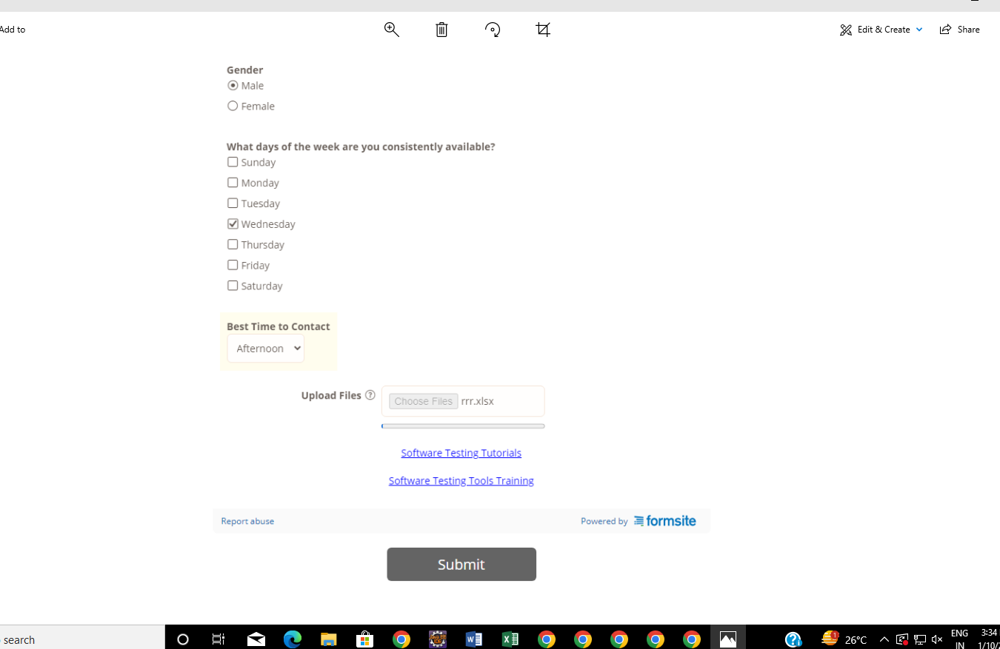 Add to
Edit & Create
Share
Gender
Male
Female
What days of the week are you consistently available?
Sunday
Monday
Tuesday
Wednesday
Thursday
Friday
Saturday
Best Time to Contact
Afternoon
Upload Files ?
Choose Files rrr.xlsx
Software Testing Tutorials
Software Testing Tools Training
Report abuse
Powered by formsite
Submit
search
W
X
1
26°C
ENG
IN
3:34
1/10/